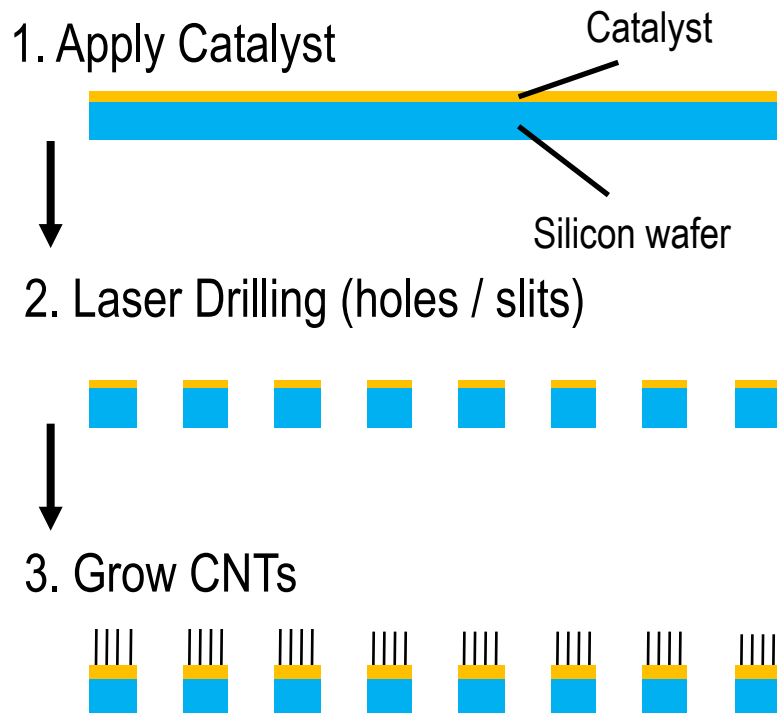 1. Apply Catalyst
Catalyst
Silicon wafer
2. Laser Drilling (holes / slits)
3. Grow CNTs